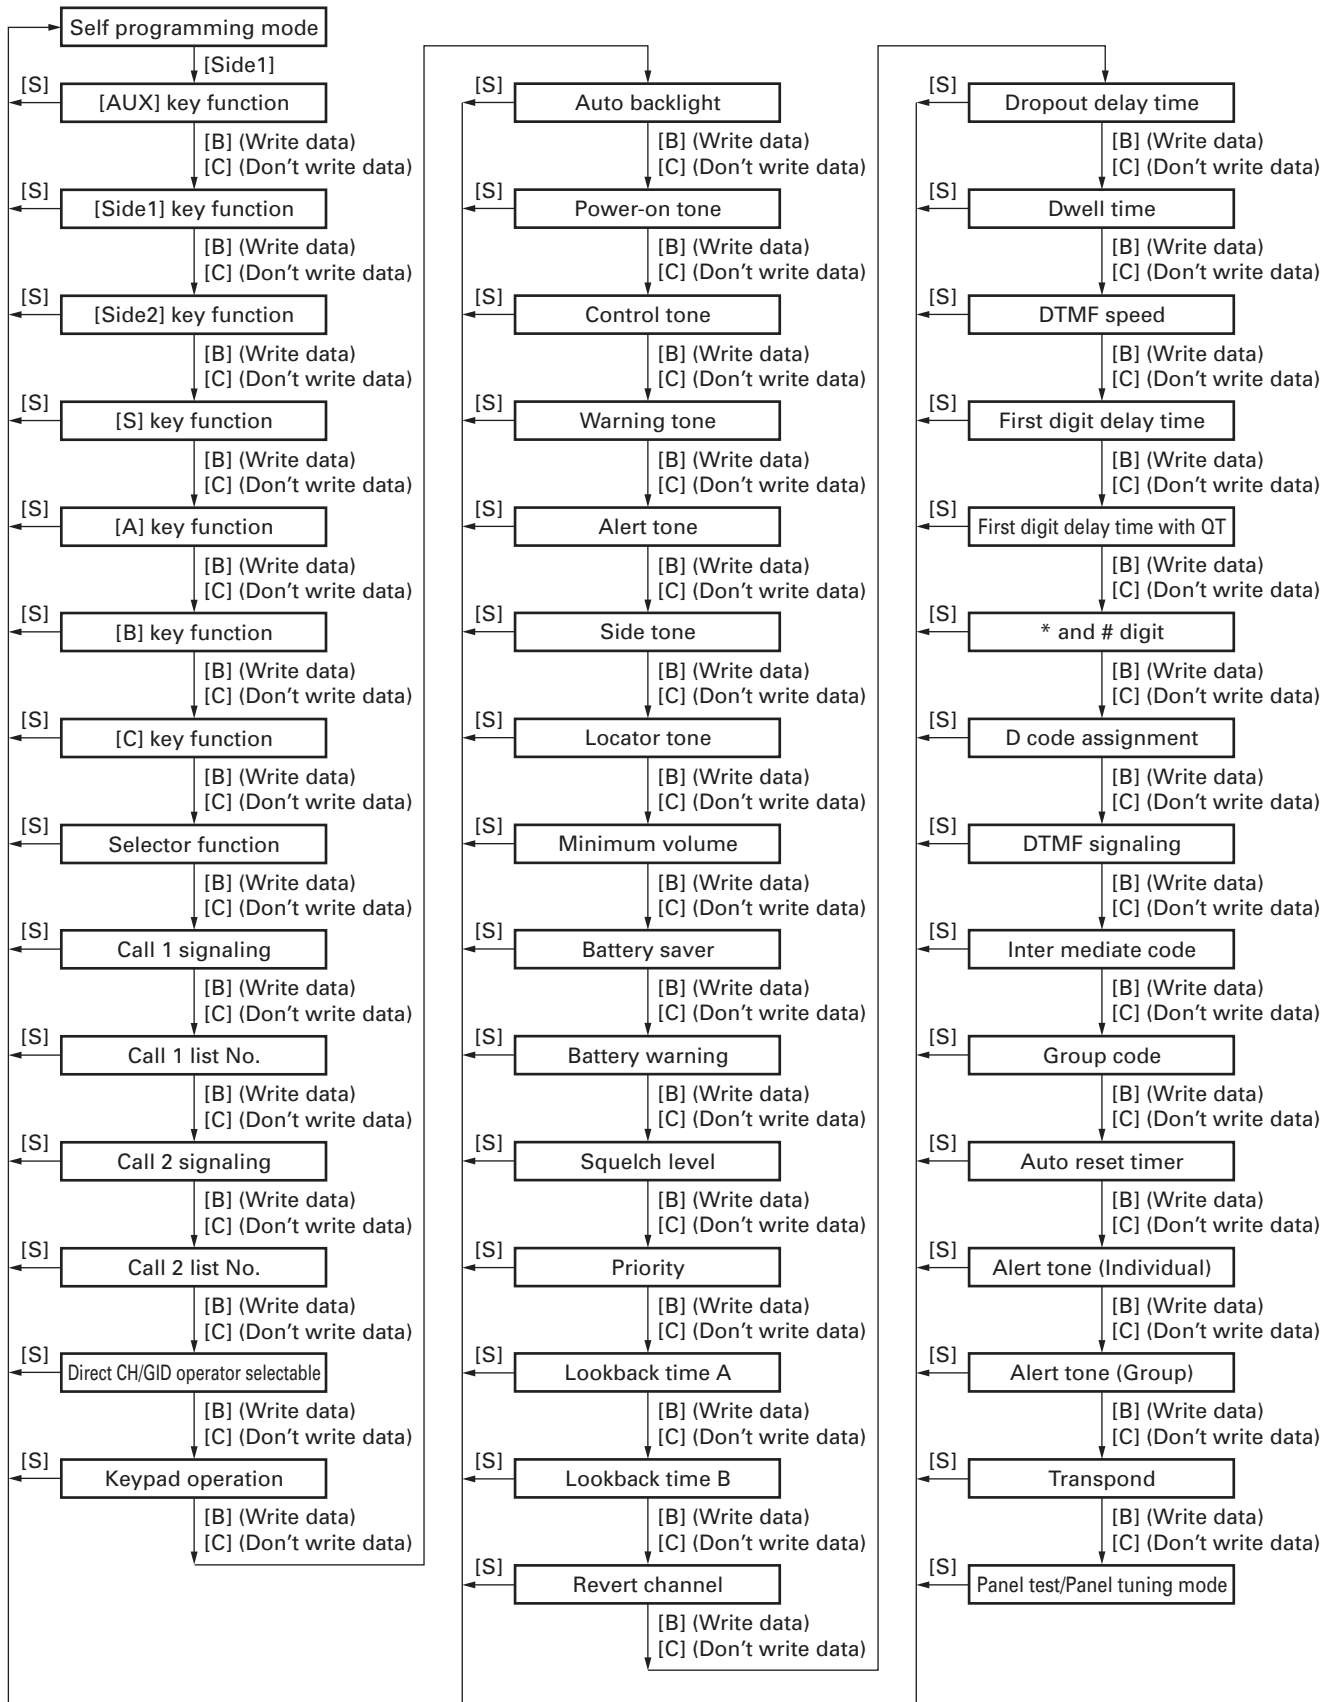 Self programming mode
[Side1]
[S]
[AUX] key function
[B] (Write data)
[C] (Don't write data)
[S]
[Side1] key function
[B] (Write data)
[C] (Don't write data)
[S]
[Side2] key function
[B] (Write data)
[C] (Don't write data)
[S]
[S] key function
[B] (Write data)
[C] (Don't write data)
[S]
[A] key function
[B] (Write data)
[C] (Don't write data)
[S]
[B] key function
[B] (Write data)
[C] (Don't write data)
[S]
[C] key function
[B] (Write data)
[C] (Don't write data)
[S]
Selector function
[B] (Write data)
[C] (Don't write data)
[S]
Call 1 signaling
[B] (Write data)
[C] (Don't write data)
[S]
Call 1 list No.
[B] (Write data)
[C] (Don't write data)
[S]
Call 2 signaling
[B] (Write data)
[C] (Don't write data)
[S]
Call 2 list No.
[B] (Write data)
[C] (Don't write data)
[S]
Direct CH/GID operator selectable
[B] (Write data)
[C] (Don't write data)
[S]
Keypad operation
[B] (Write data)
[C] (Don't write data)
[S]
Auto backlight
[B] (Write data)
[C] (Don't write data)
[S]
Power-on tone
[B] (Write data)
[C] (Don't write data)
[S]
Control tone
[B] (Write data)
[C] (Don't write data)
[S]
Warning tone
[B] (Write data)
[C] (Don't write data)
[S]
Alert tone
[B] (Write data)
[C] (Don't write data)
[S]
Side tone
[B] (Write data)
[C] (Don't write data)
[S]
Locator tone
[B] (Write data)
[C] (Don't write data)
[S]
Minimum volume
[B] (Write data)
[C] (Don't write data)
[S]
Battery saver
[B] (Write data)
[C] (Don't write data)
[S]
Battery warning
[B] (Write data)
[C] (Don't write data)
[S]
Squelch level
[B] (Write data)
[C] (Don't write data)
[S]
Priority
[B] (Write data)
[C] (Don't write data)
[S]
Lookback time A
[B] (Write data)
[C] (Don't write data)
[S]
Lookback time B
[B] (Write data)
[C] (Don't write data)
[S]
Revert channel
[B] (Write data)
[C] (Don't write data)
[S]
Dropout delay time
[B] (Write data)
[C] (Don't write data)
[S]
Dwell time
[B] (Write data)
[C] (Don't write data)
[S]
DTMF speed
[B] (Write data)
[C] (Don't write data)
[S]
First digit delay time
[B] (Write data)
[C] (Don't write data)
[S]
First digit delay time with QT
[B] (Write data)
[C] (Don't write data)
[S]
* and # digit
[B] (Write data)
[C] (Don't write data)
[S]
D code assignment
[B] (Write data)
[C] (Don't write data)
[S]
DTMF signaling
[B] (Write data)
[C] (Don't write data)
[S]
Inter mediate code
[B] (Write data)
[C] (Don't write data)
[S]
Group code
[B] (Write data)
[C] (Don't write data)
[S]
Auto reset timer
[B] (Write data)
[C] (Don't write data)
[S]
Alert tone (Individual)
[B] (Write data)
[C] (Don't write data)
[S]
Alert tone (Group)
[B] (Write data)
[C] (Don't write data)
[S]
Transpond
[B] (Write data)
[C] (Don't write data)
[S]
Panel test/Panel tuning mode